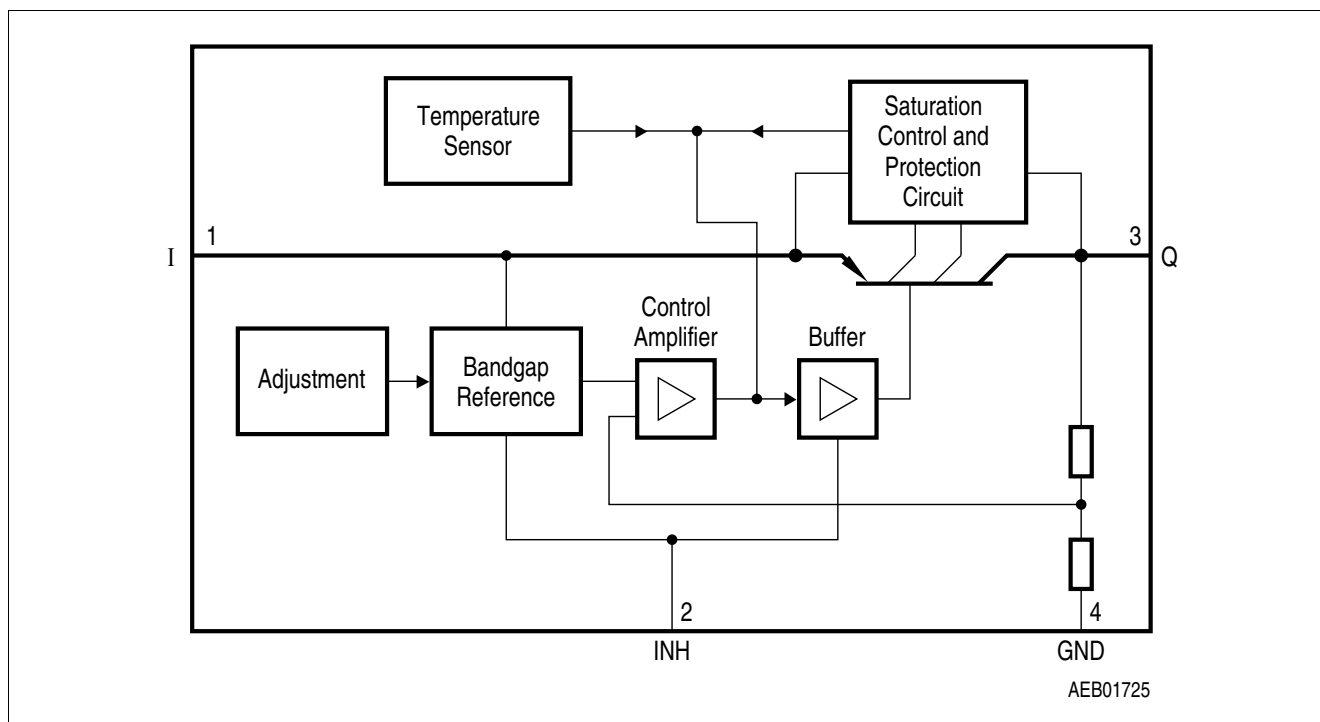 Temperature
Sensor
Saturation
Control and
Protection
Circuit
1
I
3
Q
Control
Amplifier
Buffer
Adjustment
Bandgap
Reference
2
4
INH
GND
AEB01725